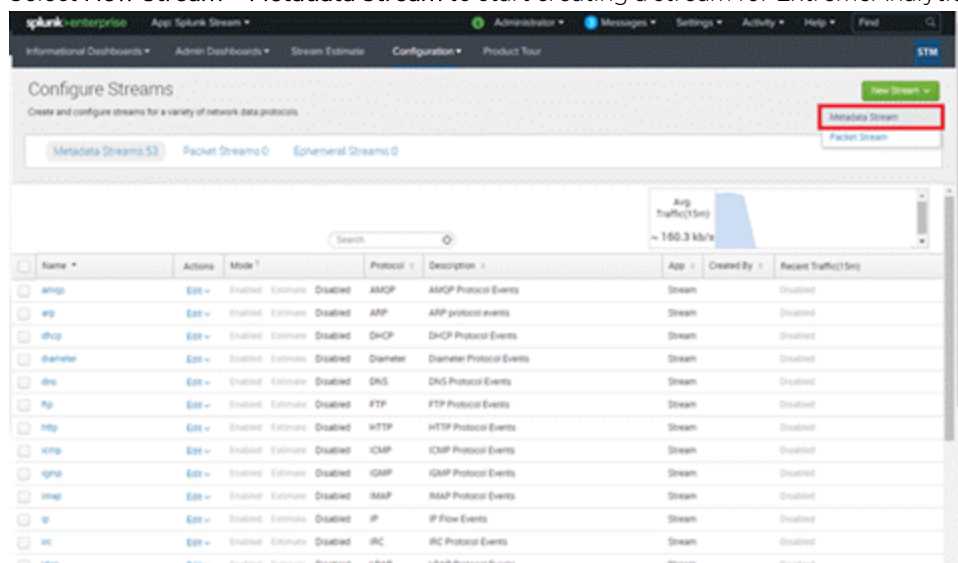 Select New Stream > Metadata Stream to start creating a stream for ExtremeAnalyti
splunk>enterprise App: Splunk Stream Administrator Messages Settings Activity Help Find
Informational Dashboards Admin Dashboards Stream Estimate Configuration Product Tour STM
Configure Streams New Stream
Create and configure streams for a variety of network data protocols.
Metadata Stream
Packet Stream
Metadata Streams 53 Packet Streams 0 Ephemeral Streams 0
Avg.
Traffic(15m)
~ 160.3 kb/s
Search
Name Actions Mode ? Protocol Description App Created By Recent Traffic(15m)
amqp Edit Enabled Estimate Disabled AMQP AMQP Protocol Events Stream Disabled
arp Edit Enabled Estimate Disabled ARP ARP protocol events Stream Disabled
dhcp Edit Enabled Estimate Disabled DHCP DHCP Protocol Events Stream Disabled
diameter Edit Enabled Estimate Disabled Diameter Diameter Protocol Events Stream Disabled
dns Edit Enabled Estimate Disabled DNS DNS Protocol Events Stream Disabled
ftp Edit Enabled Estimate Disabled FTP FTP Protocol Events Stream Disabled
http Edit Enabled Estimate Disabled HTTP HTTP Protocol Events Stream Disabled
icmp Edit Enabled Estimate Disabled ICMP ICMP Protocol Events Stream Disabled
igmp Edit Enabled Estimate Disabled IGMP IGMP Protocol Events Stream Disabled
imap Edit Enabled Estimate Disabled IMAP IMAP Protocol Events Stream Disabled
ip Edit Enabled Estimate Disabled IP IP Flow Events Stream Disabled
irc Edit Enabled Estimate Disabled IRC IRC Protocol Events Stream Disabled